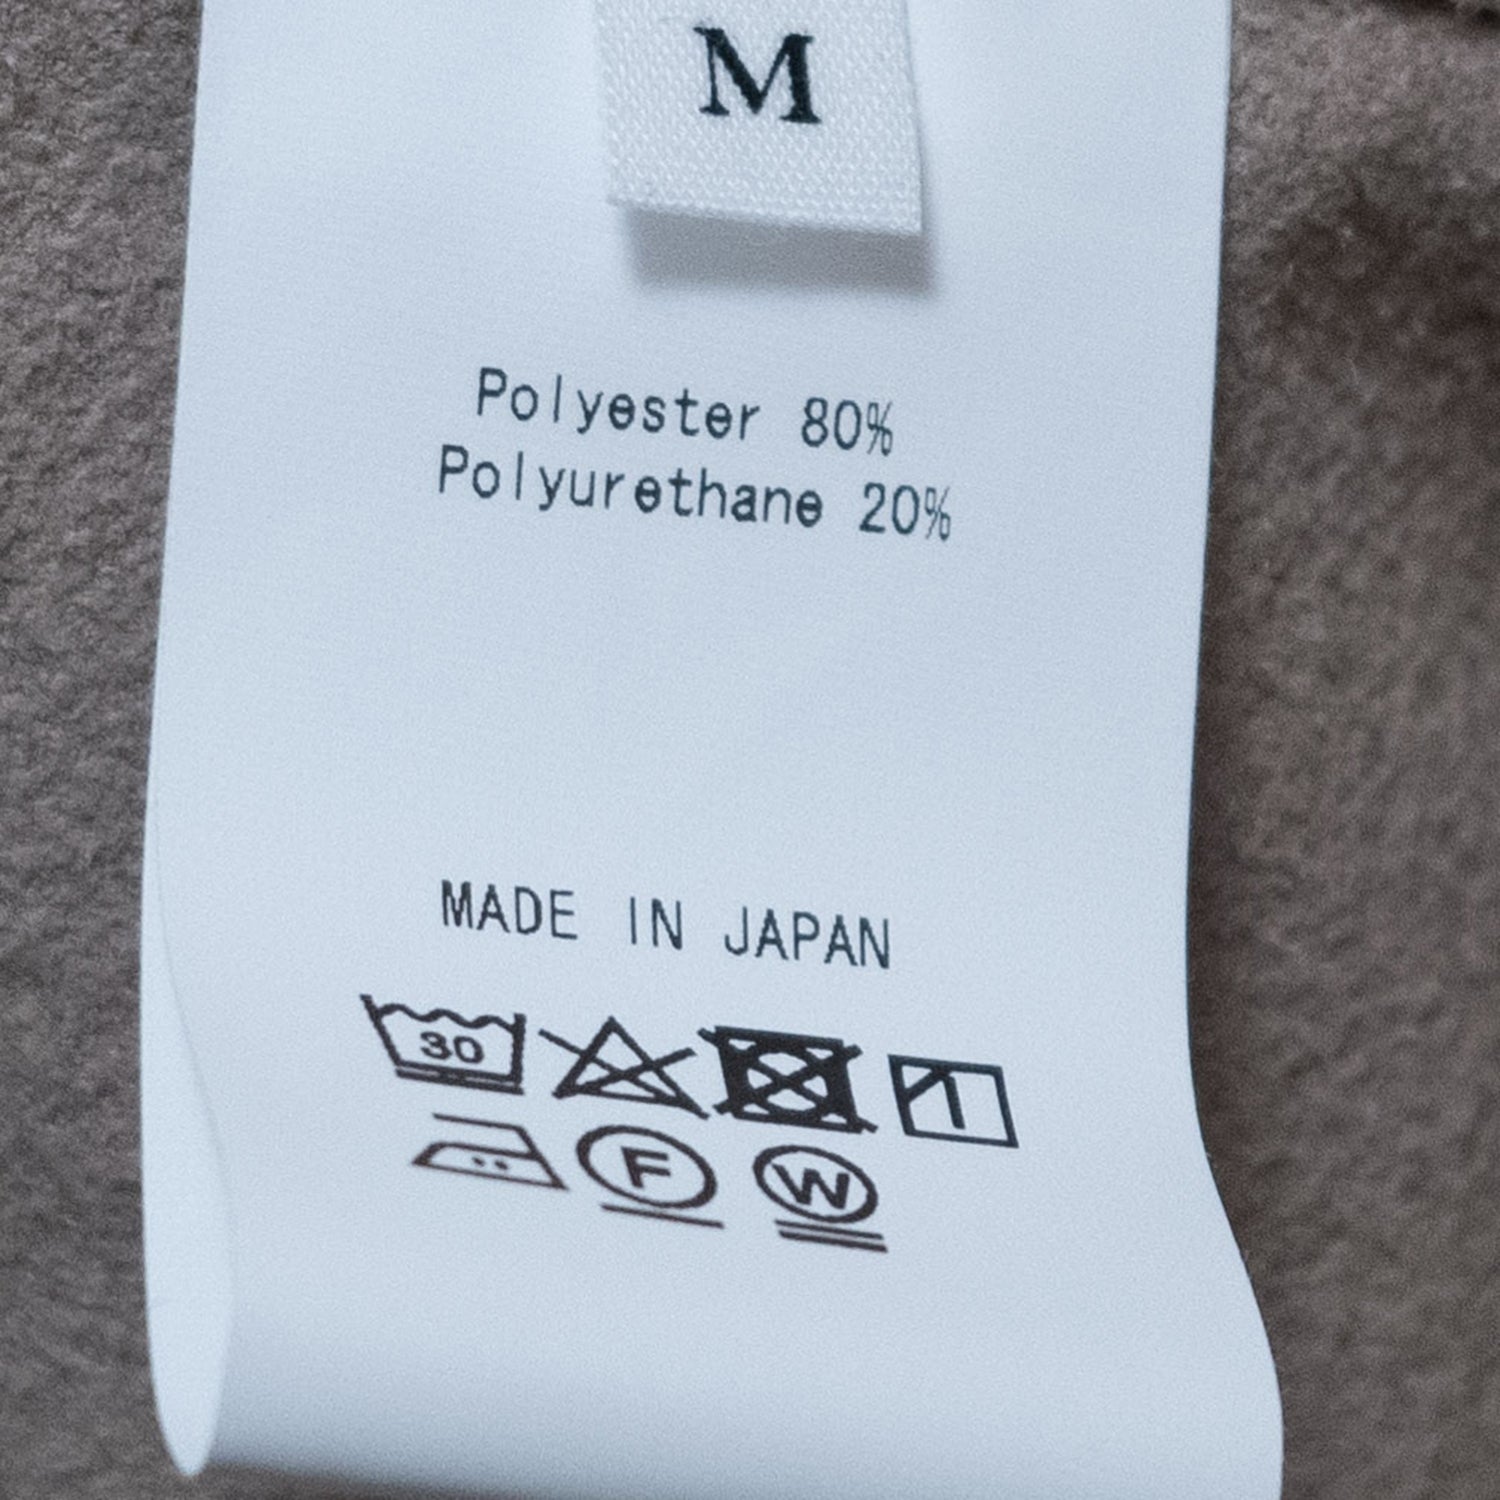 M
Polyester 80%
Polyurethane 20%
MADE IN JAPAN
30
F W